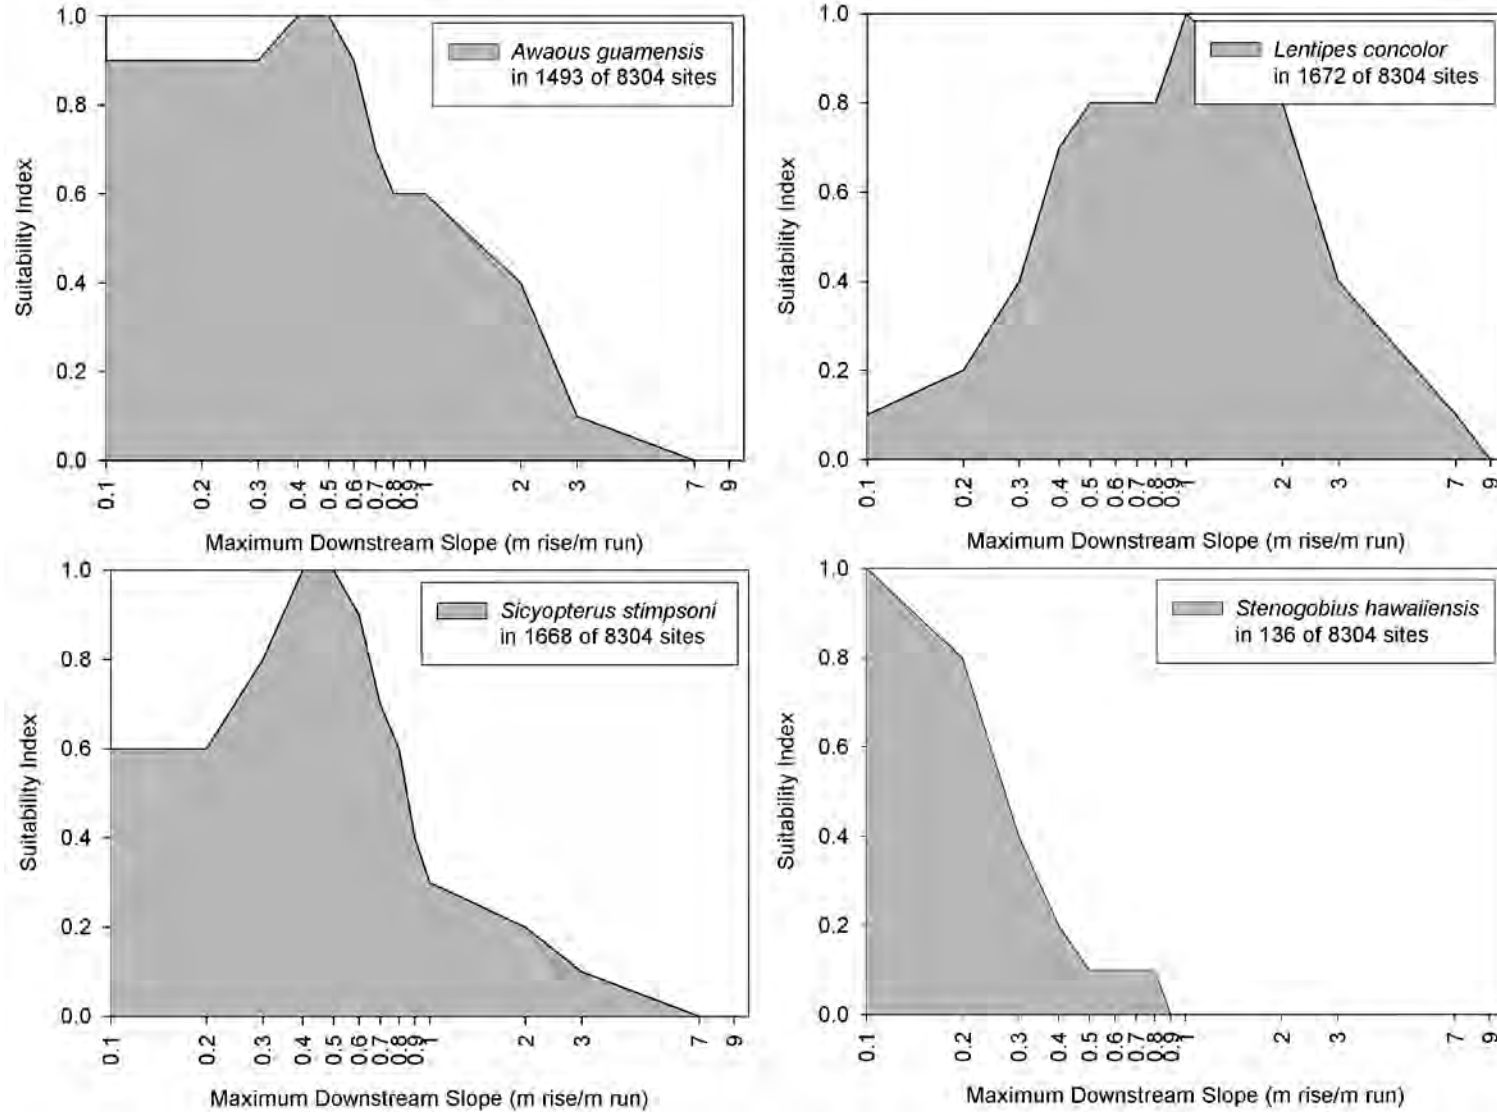 Suitability Index
1.0
0.8
0.6
0.4
0.2
0.0
Awaous guamensis
in 1493 of 8304 sites
0.1 0.2 0.3 0.4 0.5 0.6 0.7 0.8 0.9 1 2 3 7 9
Maximum Downstream Slope (m rise/m run)
Suitability Index
1.0
0.8
0.6
0.4
0.2
0.0
Lentipes concolor
in 1672 of 8304 sites
0.1 0.2 0.3 0.4 0.5 0.6 0.7 0.8 0.9 1 2 3 7 9
Maximum Downstream Slope (m rise/m run)
Suitability Index
1.0
0.8
0.6
0.4
0.2
0.0
Sicyopterus stimpsoni
in 1668 of 8304 sites
0.1 0.2 0.3 0.4 0.5 0.6 0.7 0.8 0.9 1 2 3 7 9
Maximum Downstream Slope (m rise/m run)
Suitability Index
1.0
0.8
0.6
0.4
0.2
0.0
Stenogobius hawaiiensis
in 136 of 8304 sites
0.1 0.2 0.3 0.4 0.5 0.6 0.7 0.8 0.9 1 2 3 7 9
Maximum Downstream Slope (m rise/m run)